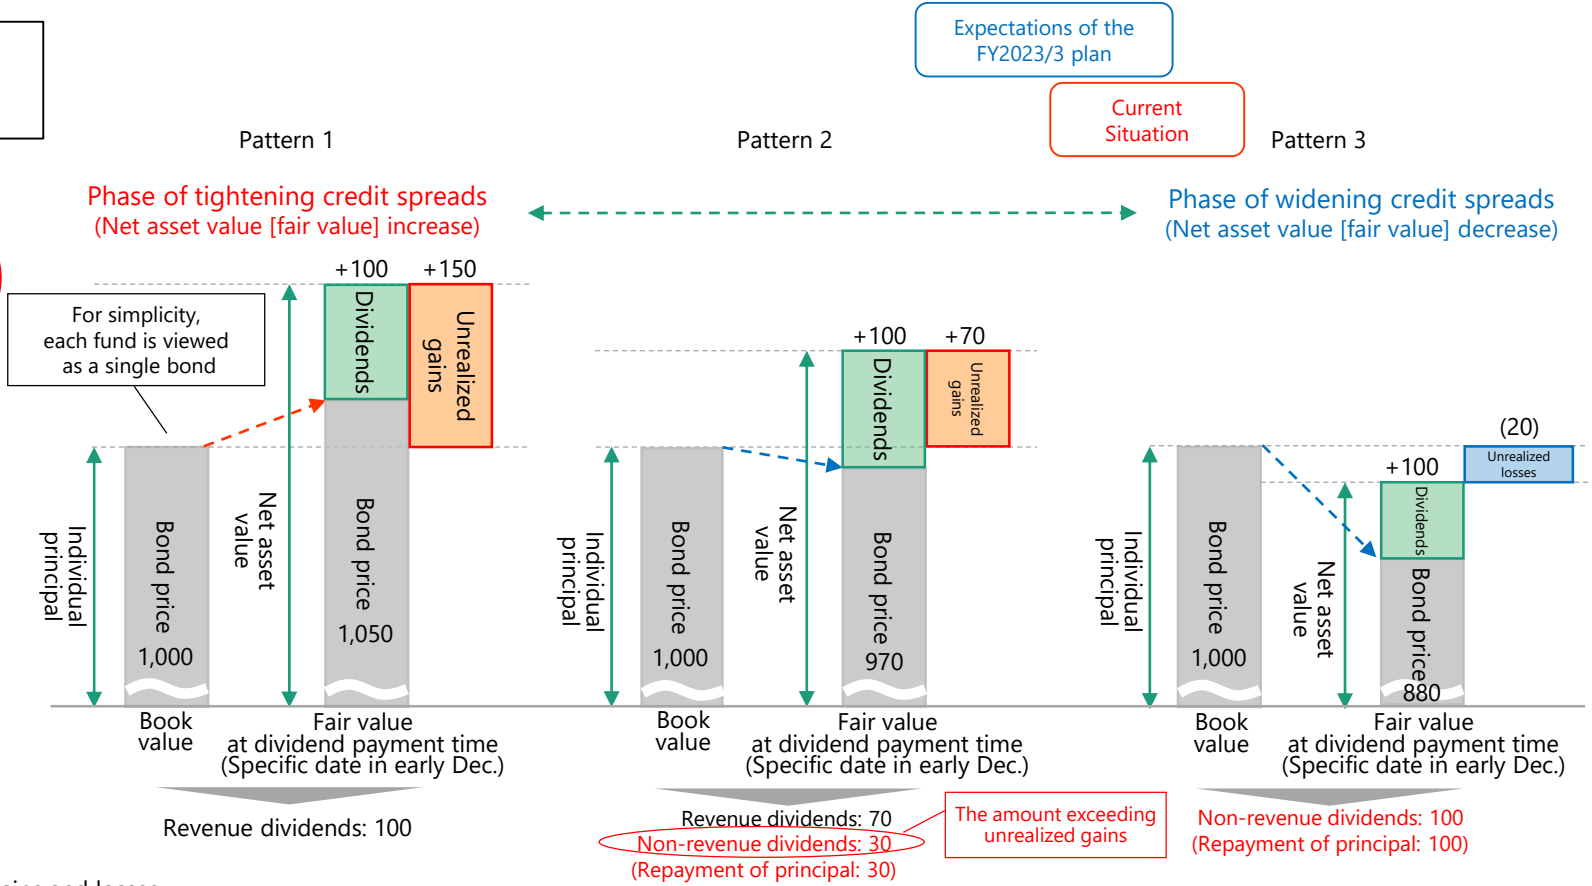 Expectations of the
FY2023/3 plan
Current
Situation
Pattern 1
Pattern 2
Pattern 3
Phase of tightening credit spreads
(Net asset value [fair value] increase)
Phase of widening credit spreads
(Net asset value [fair value] decrease)
For simplicity,
each fund is viewed
as a single bond
+100
+150
Dividends
Unrealized
gains
Individual
principal
Bond price
1,000
Net asset
value
Bond price
1,050
Book
value
Fair value
at dividend payment time
(Specific date in early Dec.)
Revenue dividends: 100
+100
+70
Dividends
Unrealized
gains
Individual
principal
Bond price
1,000
Net asset
value
Bond price
970
Book
value
Fair value
at dividend payment time
(Specific date in early Dec.)
Revenue dividends: 70
Non-revenue dividends: 30
(Repayment of principal: 30)
The amount exceeding
unrealized gains
(20)
Unrealized
losses
+100
Dividends
Individual
principal
Bond price
1,000
Net asset
value
Bond price
880
Book
value
Fair value
at dividend payment time
(Specific date in early Dec.)
Non-revenue dividends: 100
(Repayment of principal: 100)